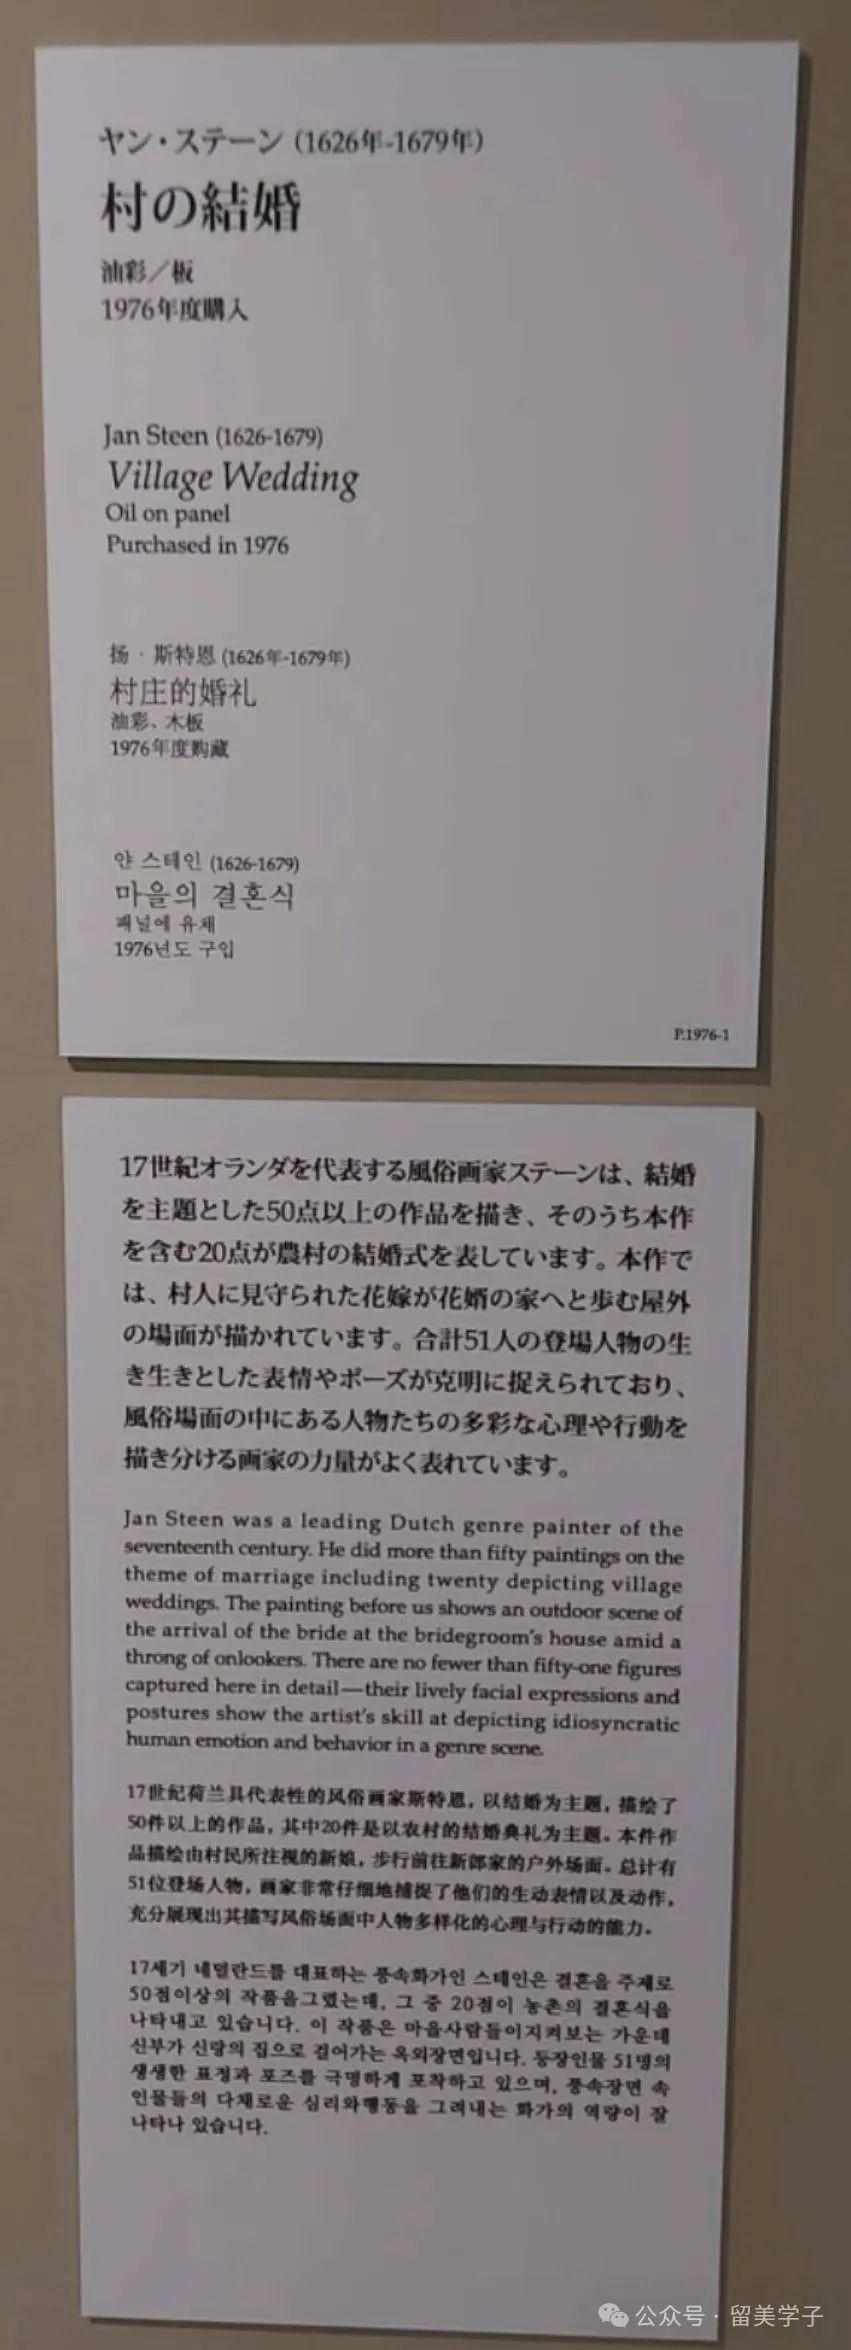 ヤン・ステーン（1626年-1679年）
村の結婚
油彩／板
1976年度購入
Jan Steen (1626-1679)
Village Wedding
Oil on panel
Purchased in 1976
扬・斯特恩 (1626年-1679年)
村庄的婚礼
油彩、木板
1976年度购藏
얀 스테인 (1626-1679)
마을의 결혼식
패널에 유채
1976년도 구입
P.1976-1
17世紀オランダを代表する風俗画家ステーンは、結婚
を主題とした50点以上の作品を描き、そのうち本作
を含む20点が農村の結婚式を表しています。本作で
は、村人に見守られた花嫁が花婿の家へと歩む屋外
の場面が描かれています。合計51人の登場人物の生
き生きとした表情やポーズが克明に捉えられており、
風俗場面の中にある人物たちの多彩な心理や行動を
描き分ける画家の力量がよく表れています。
Jan Steen was a leading Dutch genre painter of the
seventeenth century. He did more than fifty paintings on the
theme of marriage including twenty depicting village
weddings. The painting before us shows an outdoor scene of
the arrival of the bride at the bridegroom's house amid a
throng of onlookers. There are no fewer than fifty-one figures
captured here in detail—their lively facial expressions and
postures show the artist's skill at depicting idiosyncratic
human emotion and behavior in a genre scene.
17世纪荷兰具代表性的风俗画家斯特恩，以结婚为主题，描绘了
50件以上的作品，其中20件是以农村的结婚典礼为主题。本件作
品描绘由村民所注视的新娘，步行前往新郎家的户外场面。总计有
51位登场人物，画家非常仔细地捕捉了他们的生动表情以及动作，
充分展现出其描写风俗场面中人物多样化的心理与行动的能力。
17세기 네덜란드를 대표하는 풍속화가인 스테인은 결혼을 주제로
50점이상의 작품을그렸는데, 그 중 20점이 농촌의 결혼식을
나타내고 있습니다. 이 작품은 마을사람들이지켜보는 가운데
신부가 신랑의 집으로 걸어가는 옥외장면입니다. 등장인물 51명의
생생한 표정과 포즈를 극명하게 포착하고 있으며, 풍속장면 속
인물들의 다채로운 심리와행동을 그려내는 화가의 역량이 잘
나타나 있습니다.
公众号・留美学子